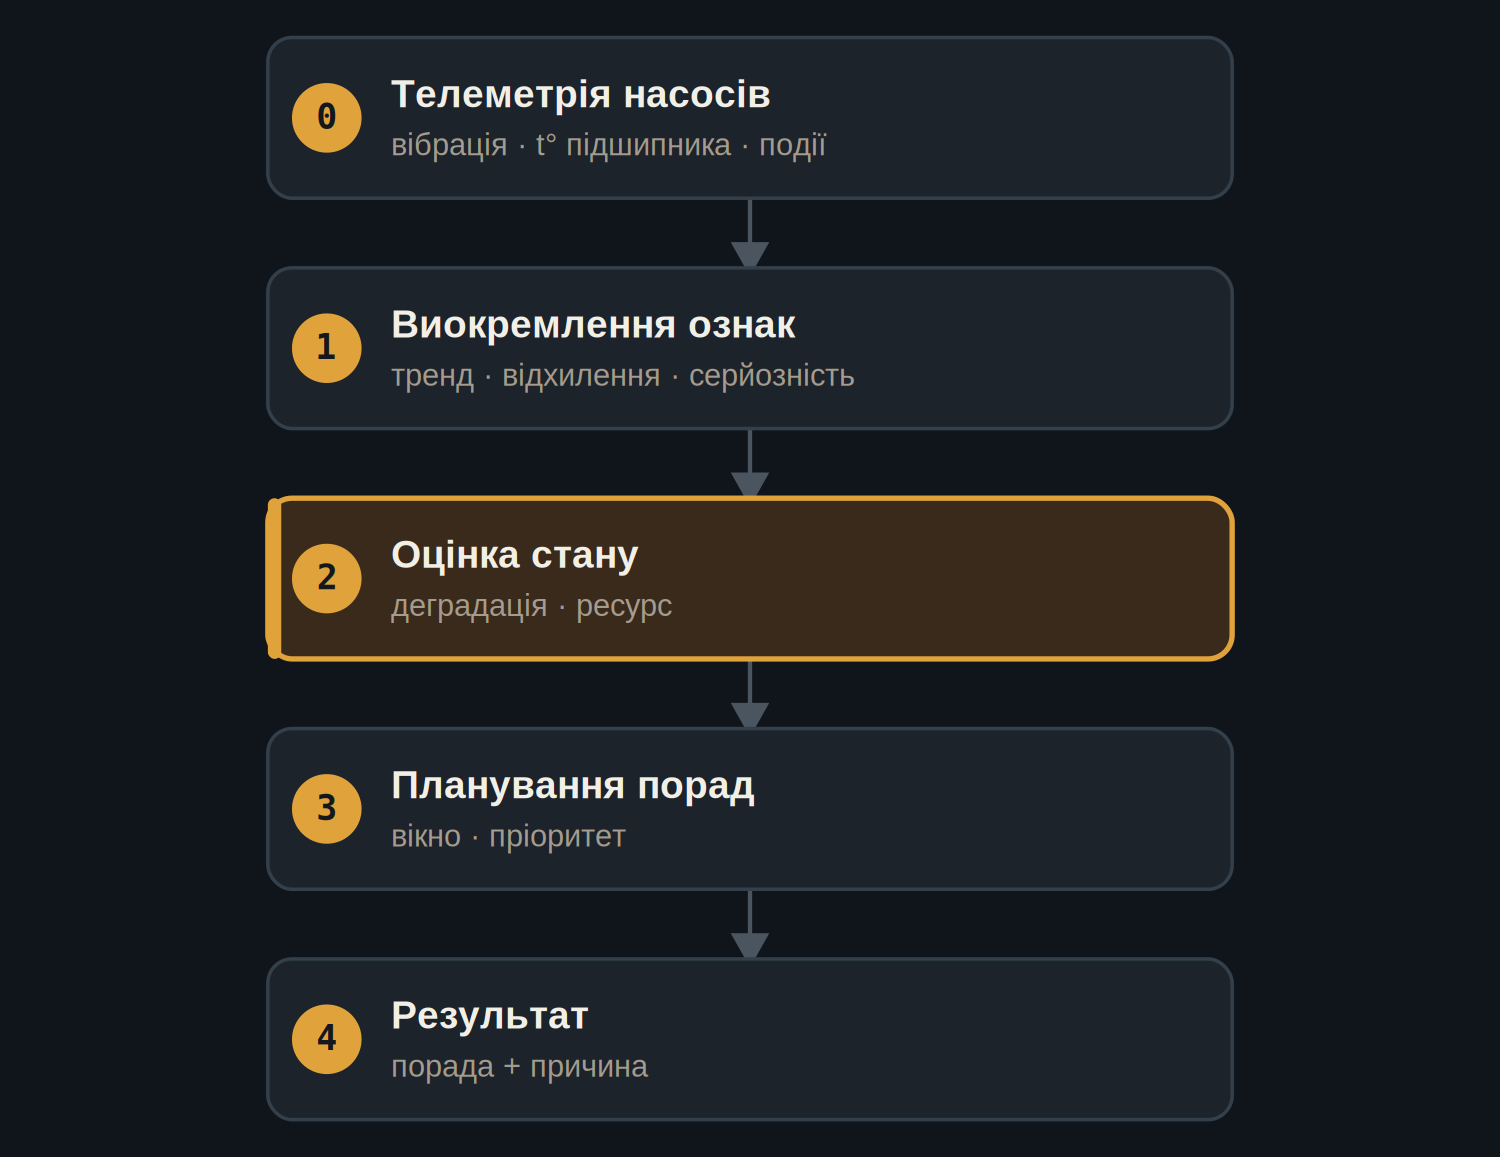 0
Телеметрія насосів
вібрація · t° підшипника · події
1
Виокремлення ознак
тренд · відхилення · серйозність
2
Оцінка стану
деградація · ресурс
3
Планування порад
вікно · пріоритет
4
Результат
порада + причина